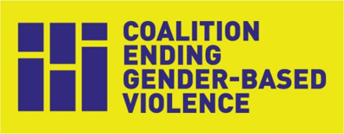 COALITION
ENDING
GENDER-BASED
VIOLENCE